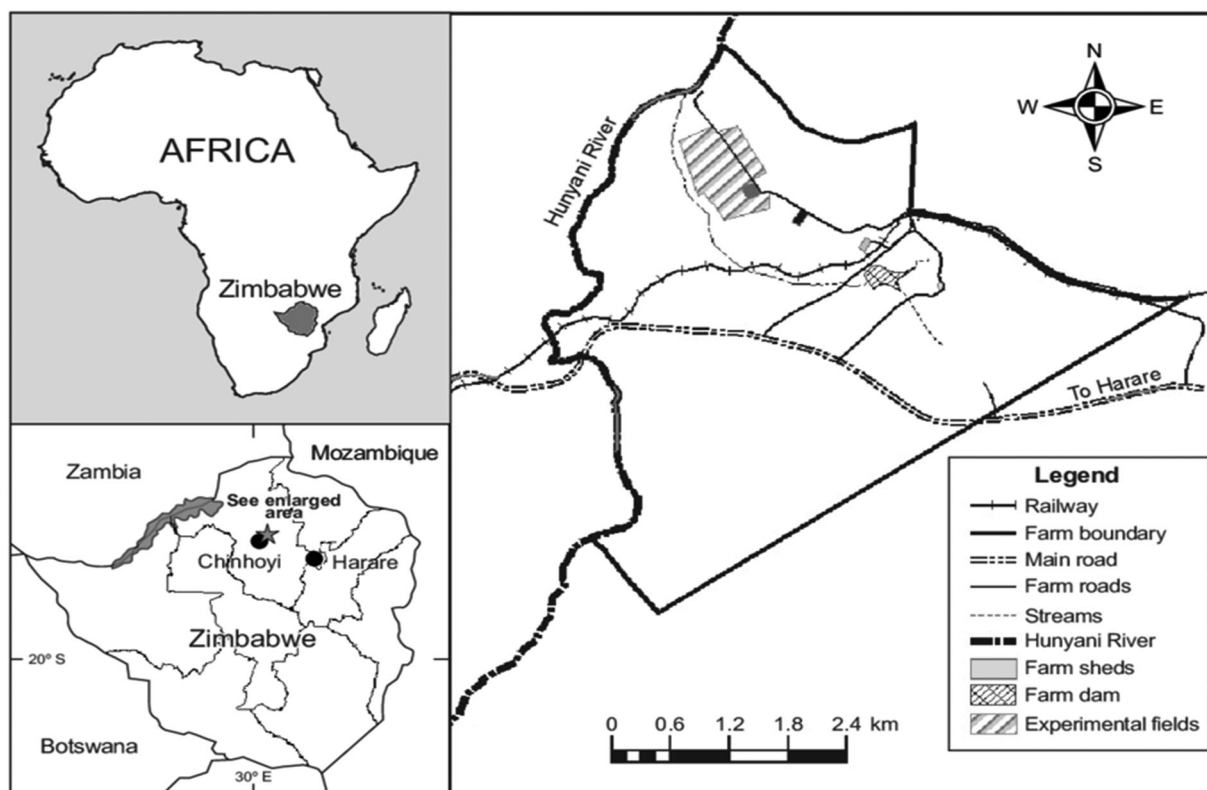 AFRICA
Zimbabwe
Zambia
Mozambique
See enlarged
area
Chinhoyi
Harare
Zimbabwe
20° S
Botswana
30° E
Hunyani River
N
W E
S
To Harare
Legend
Railway
Farm boundary
Main road
Farm roads
Streams
Hunyani River
Farm sheds
Farm dam
Experimental fields
0 0.6 1.2 1.8 2.4 km